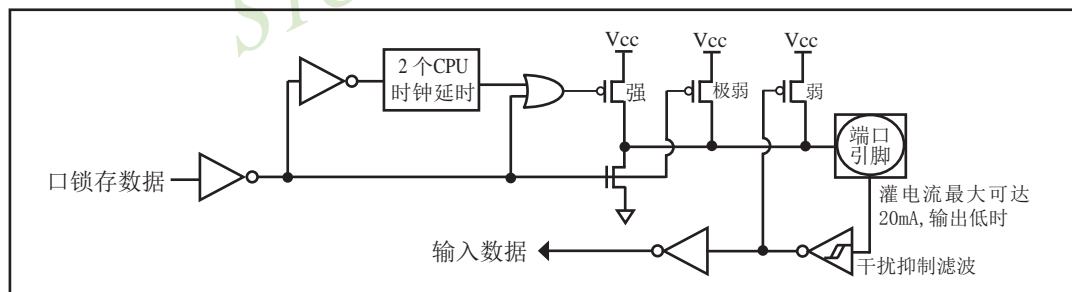 STC
Vcc
Vcc
Vcc
2 个CPU
时钟延时
强
极弱
弱
端口
引脚
口锁存数据
灌电流最大可达
20mA,输出低时
输入数据
干扰抑制滤波